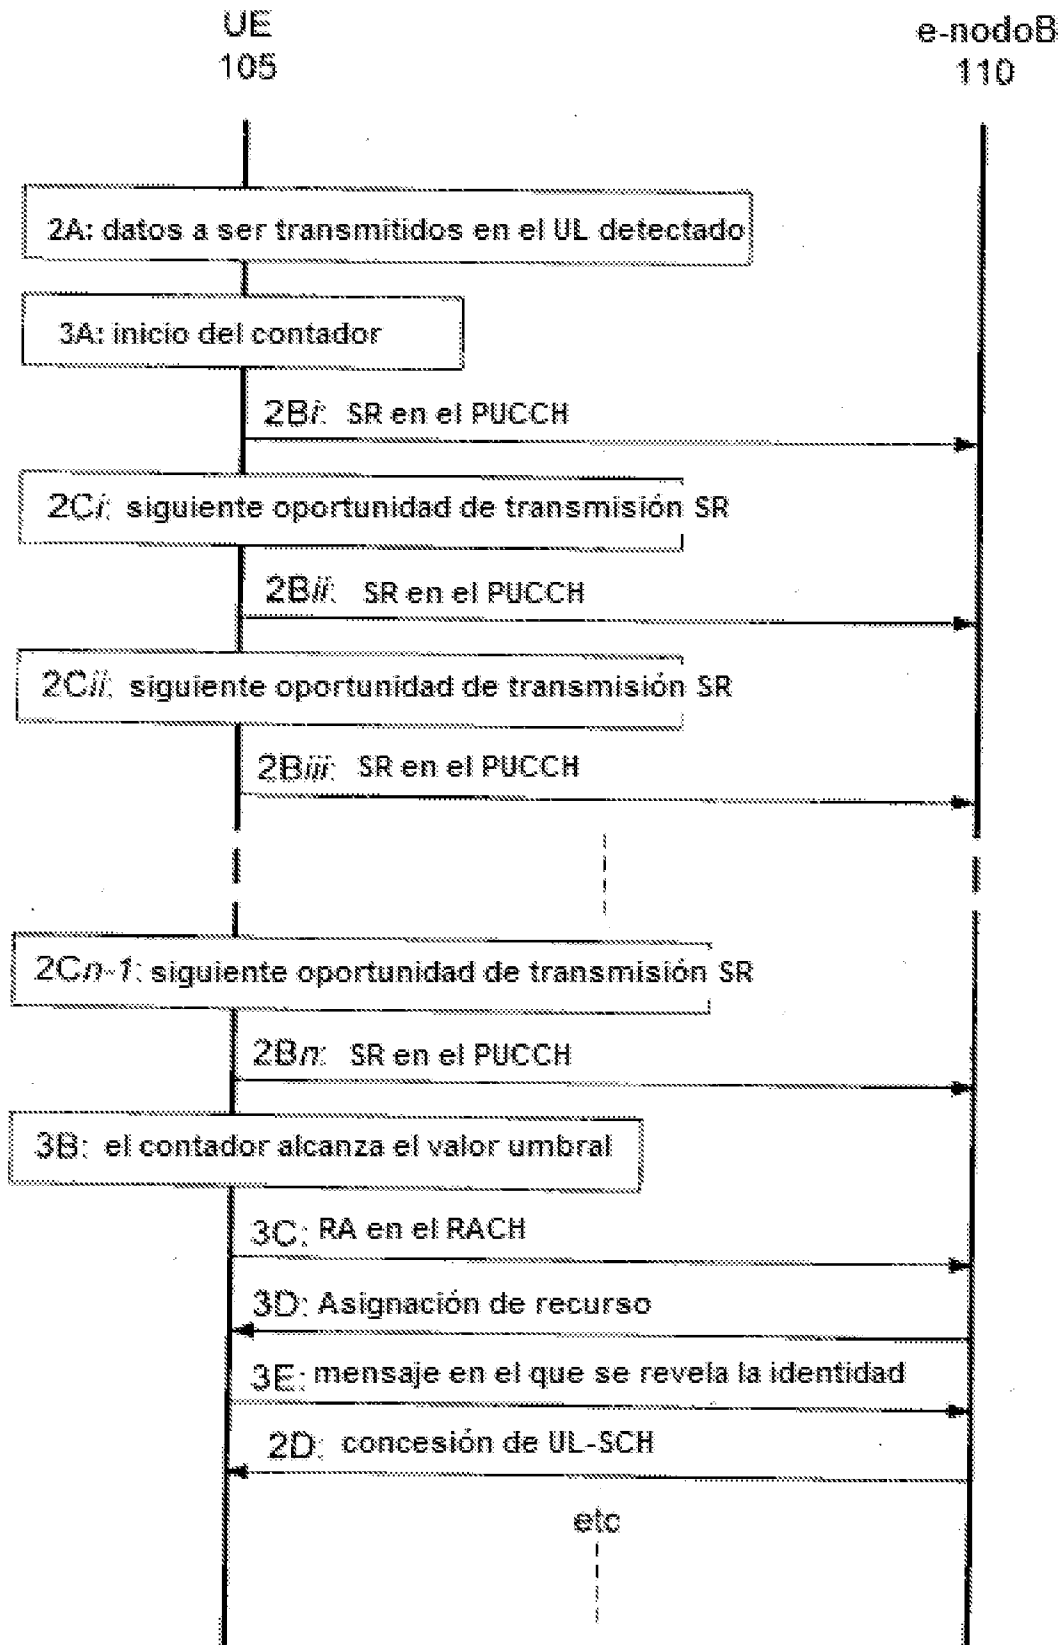 UE
105
e-nodoB
110
2A: datos a ser transmitidos en el UL detectado
3A: inicio del contador
2Bi: SR en el PUCCH
2Ci: siguiente oportunidad de transmisión SR
2Bii: SR en el PUCCH
2Cii: siguiente oportunidad de transmisión SR
2Biii: SR en el PUCCH
2Cn-1: siguiente oportunidad de transmisión SR
2Bn: SR en el PUCCH
3B: el contador alcanza el valor umbral
3C: RA en el RACH
3D: Asignación de recurso
3E: mensaje en el que se revela la identidad
2D: concesión de UL-SCH
etc